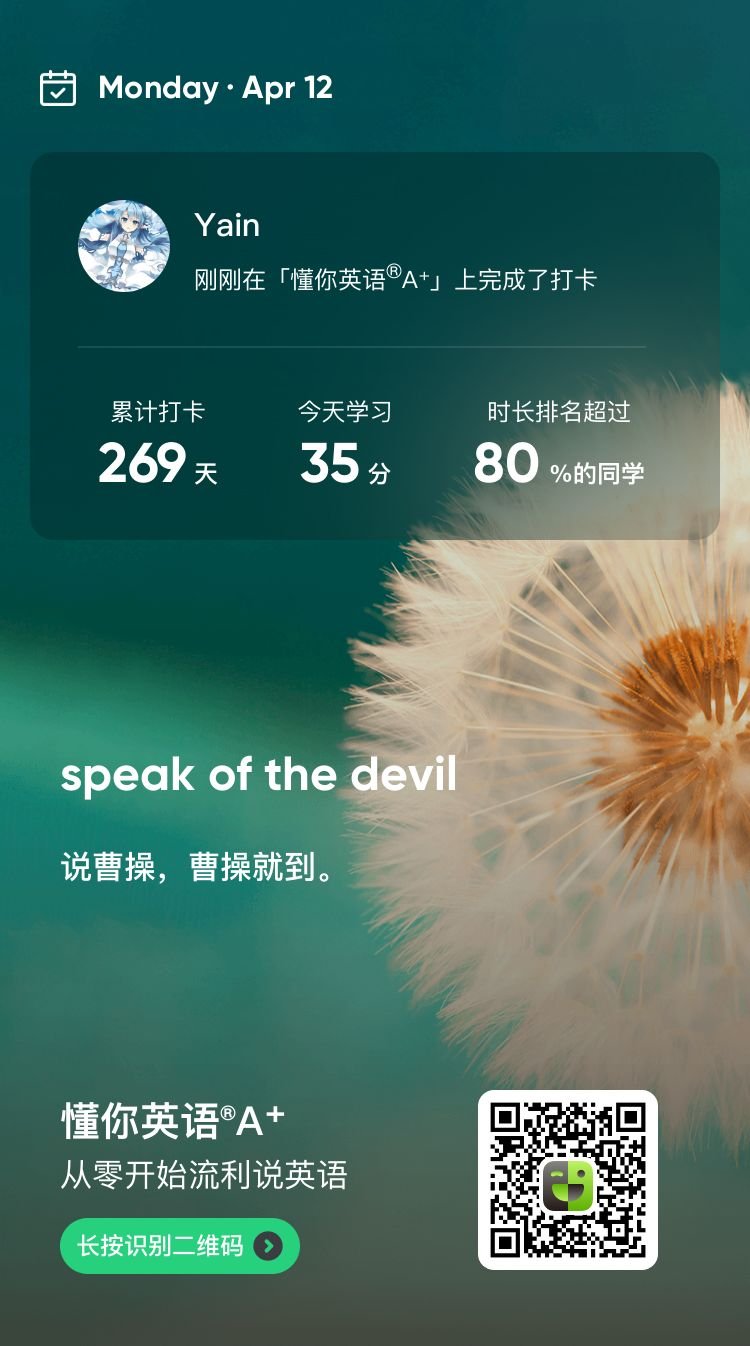 Monday · Apr 12
Yain
刚刚在「懂你英语®A⁺」上完成了打卡
累计打卡 今天学习 时长排名超过
269 天 35 分 80 %的同学
speak of the devil
说曹操，曹操就到。
懂你英语®A⁺
从零开始流利说英语
长按识别二维码